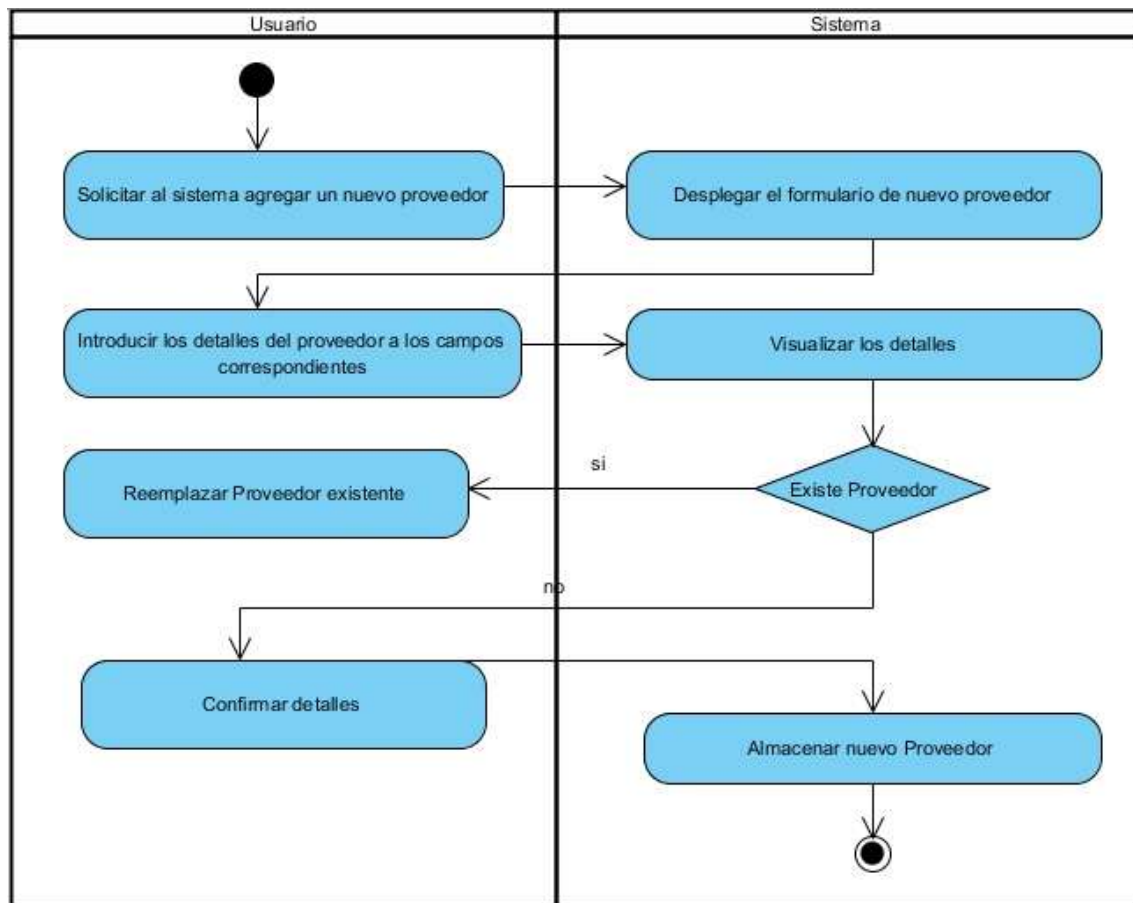 Usuario
Sistema
Solicitar al sistema agregar un nuevo proveedor
Desplegar el formulario de nuevo proveedor
Introducir los detalles del proveedor a los campos
correspondientes
Visualizar los detalles
si
Reemplazar Proveedor existente
Existe Proveedor
no
Confirmar detalles
Almacenar nuevo Proveedor